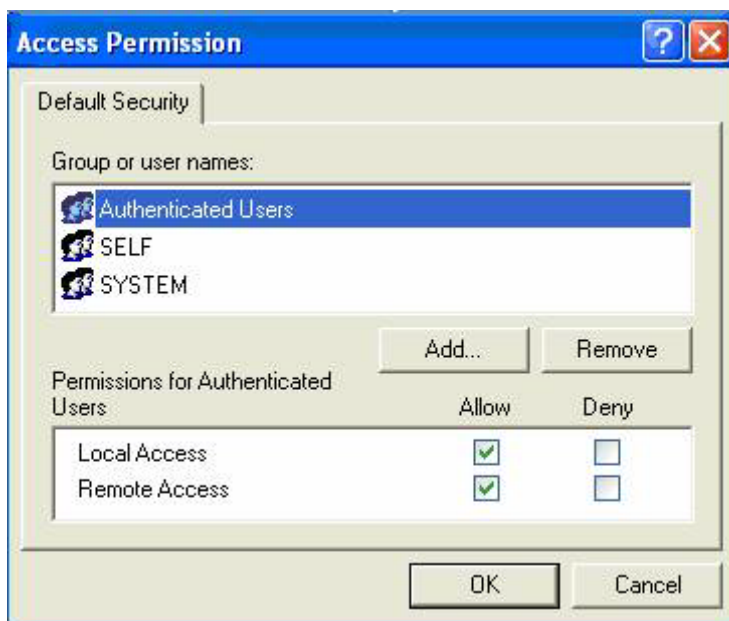 Access Permission
Default Security
Group or user names:
Authenticated Users
SELF
SYSTEM
Add...
Remove
Permissions for Authenticated
Users
Allow
Deny
Local Access
Remote Access
OK
Cancel